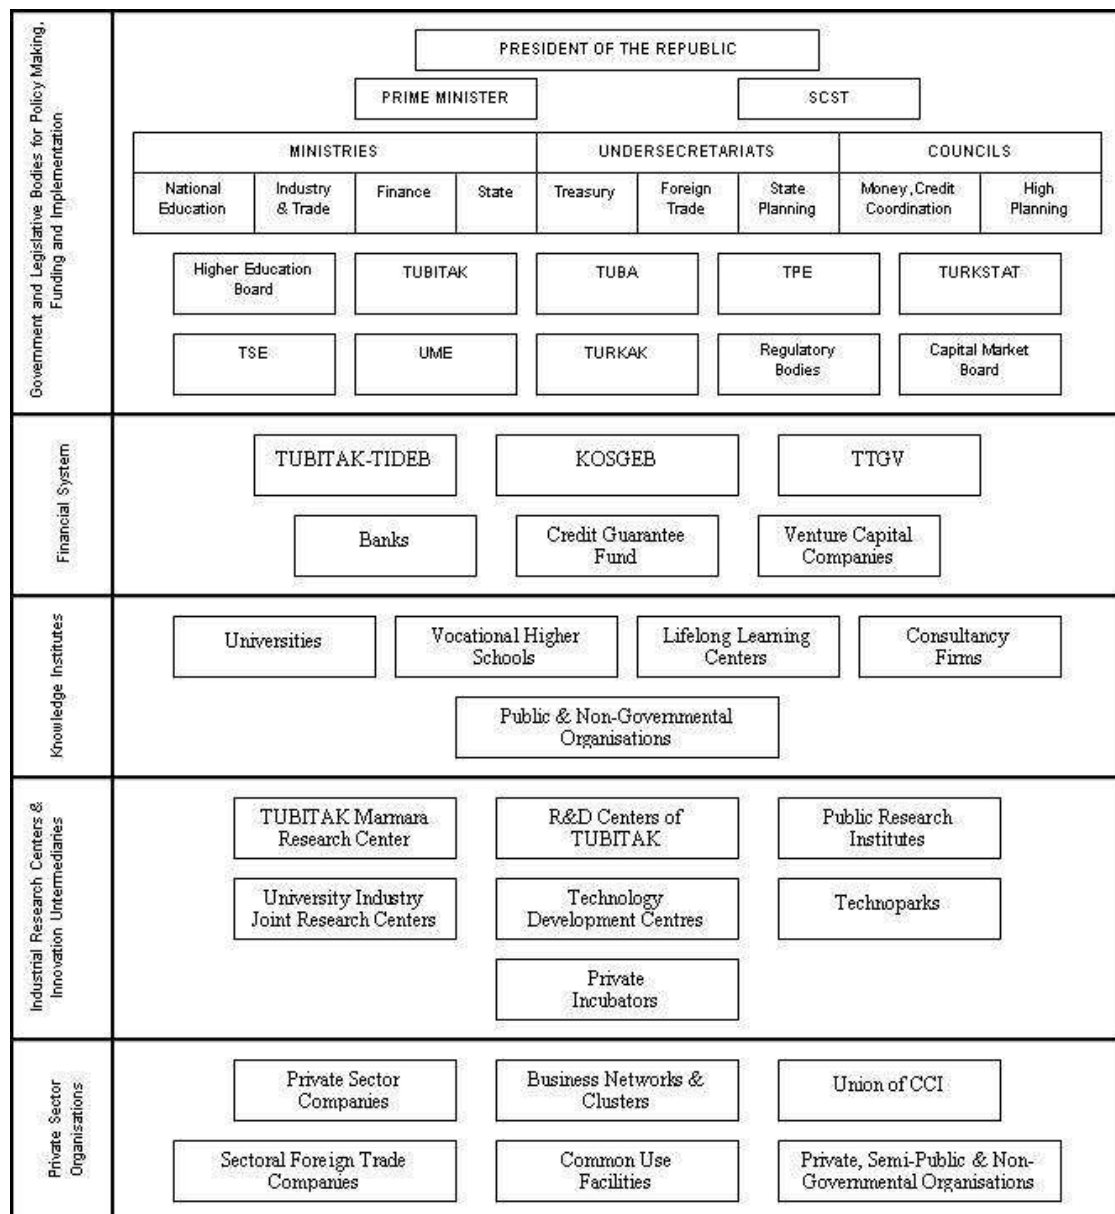 Government and Legislative Bodies for Policy Making,
Funding and Implementation
PRESIDENT OF THE REPUBLIC
PRIME MINISTER
SCST
MINISTRIES
UNDERSECRETARIATS
COUNCILS
National
Education
Industry
& Trade
Finance
State
Treasury
Foreign
Trade
State
Planning
Money, Credit
Coordination
High
Planning
Higher Education
Board
TUBITAK
TUBA
TPE
TURKSTAT
TSE
UME
TURKAK
Regulatory
Bodies
Capital Market
Board
Financial System
TUBITAK-TIDEB
KOSGEB
TTGV
Banks
Credit Guarantee
Fund
Venture Capital
Companies
Knowledge Institutes
Universities
Vocational Higher
Schools
Lifelong Learning
Centers
Consultancy
Firms
Public & Non-Governmental
Organisations
Industrial Research Centers &
Innovation Untermediaries
TUBITAK Marmara
Research Center
R&D Centers of
TUBITAK
Public Research
Institutes
University Industry
Joint Research Centers
Technology
Development Centres
Technoparks
Private
Incubators
Private Sector
Organisations
Private Sector
Companies
Business Networks &
Clusters
Union of CCI
Sectoral Foreign Trade
Companies
Common Use
Facilities
Private, Semi-Public & Non-
Governmental Organisations